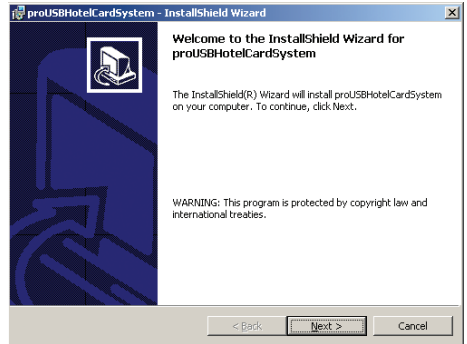 proUSBHotelCardSystem - InstallShield Wizard
Welcome to the InstallShield Wizard for
proUSBHotelCardSystem
The InstallShield(R) Wizard will install proUSBHotelCardSystem
on your computer. To continue, click Next.
WARNING: This program is protected by copyright law and
international treaties.
< Back
Next >
Cancel